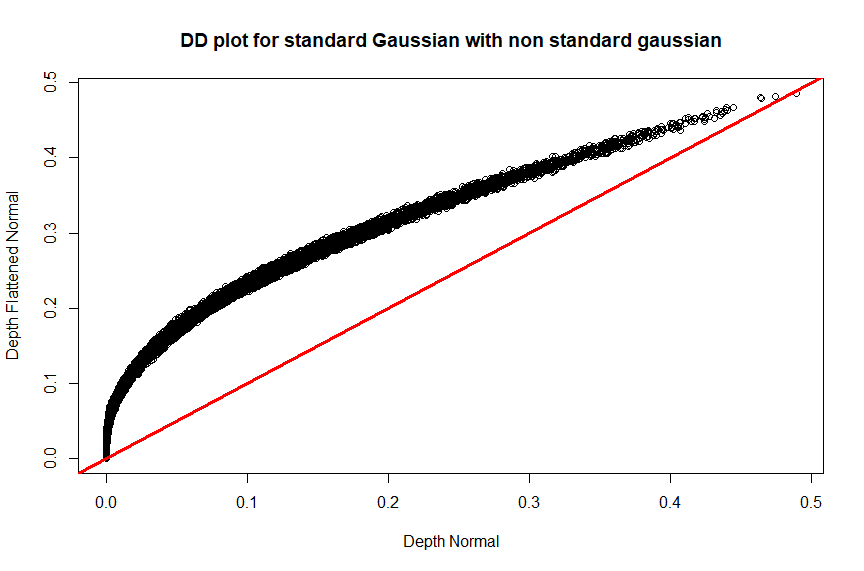 DD plot for standard Gaussian with non standard gaussian
Depth Flattened Normal
0.5
0.4
0.3
0.2
0.1
0.0
0.0 0.1 0.2 0.3 0.4 0.5
Depth Normal